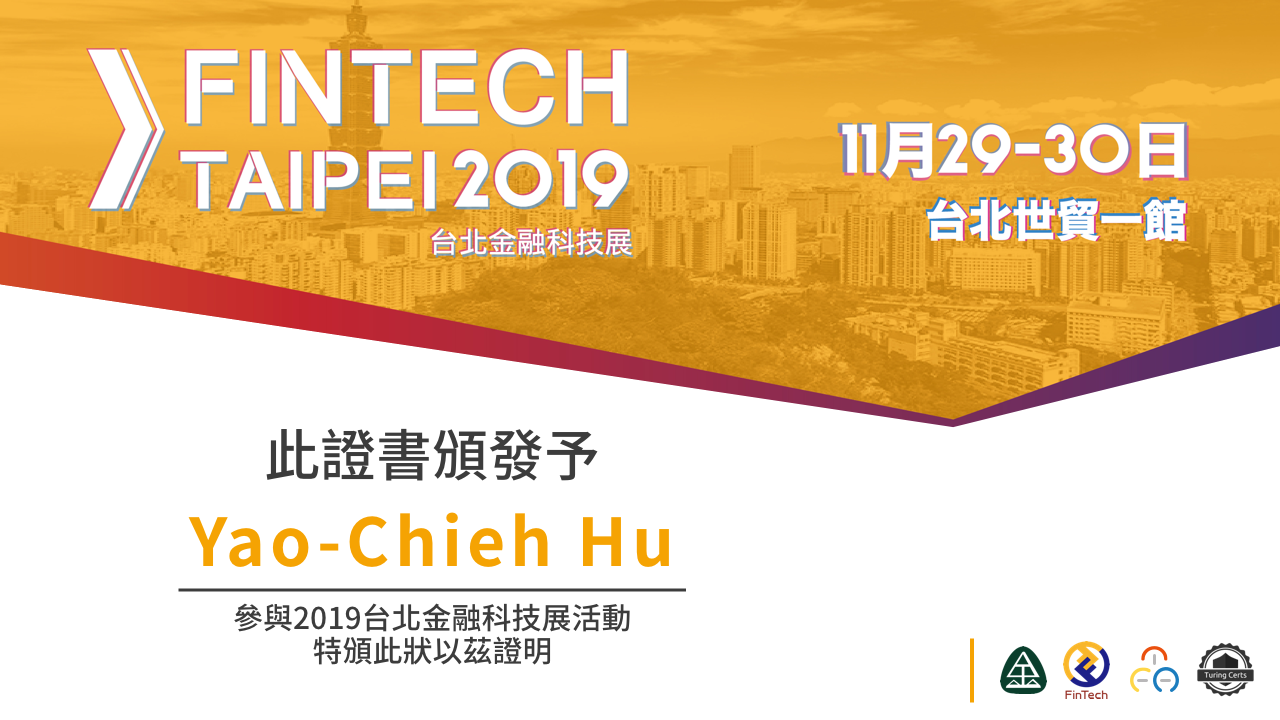 FINTECH
TAIPEI 2019
台北金融科技展
11月29-30日
台北世貿一館
此證書頒發予
Yao-Chieh Hu
參與2019台北金融科技展活動
特頒此狀以茲證明
FinTech
Turing Certs